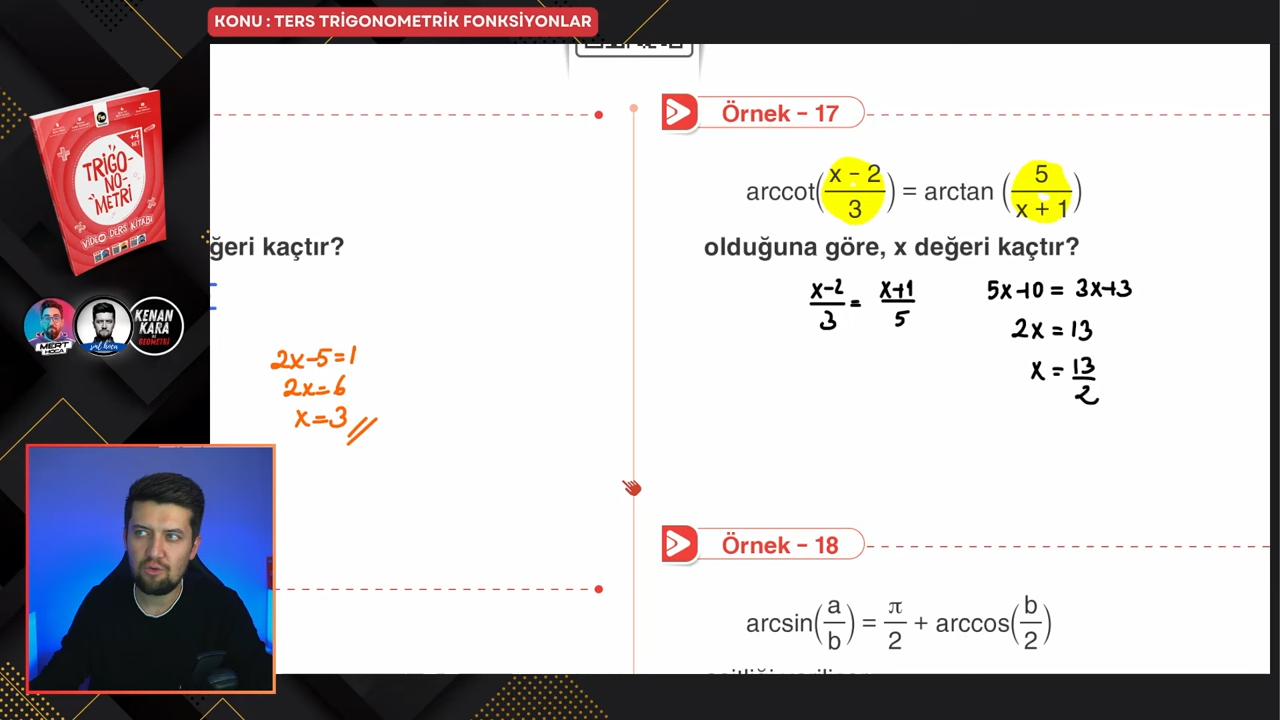 KONU : TERS TRİGONOMETRİK FONKSİYONLAR
+4 NET
TRİGO-
NO-
METRİ
VİDEO DERS KİTABI
MERT HOCA
KENAN
KARA
GEOMETRİ
ğeri kaçtır?
2x-5=1
2x=6
x=3
Örnek - 17
arccot((x - 2)/3) = arctan (5/(x + 1))
olduğuna göre, x değeri kaçtır?
(x-2)/3 = (x+1)/5
5x-10 = 3x+3
2x = 13
x = 13/2
Örnek - 18
arcsin(a/b) = π/2 + arccos(b/2)